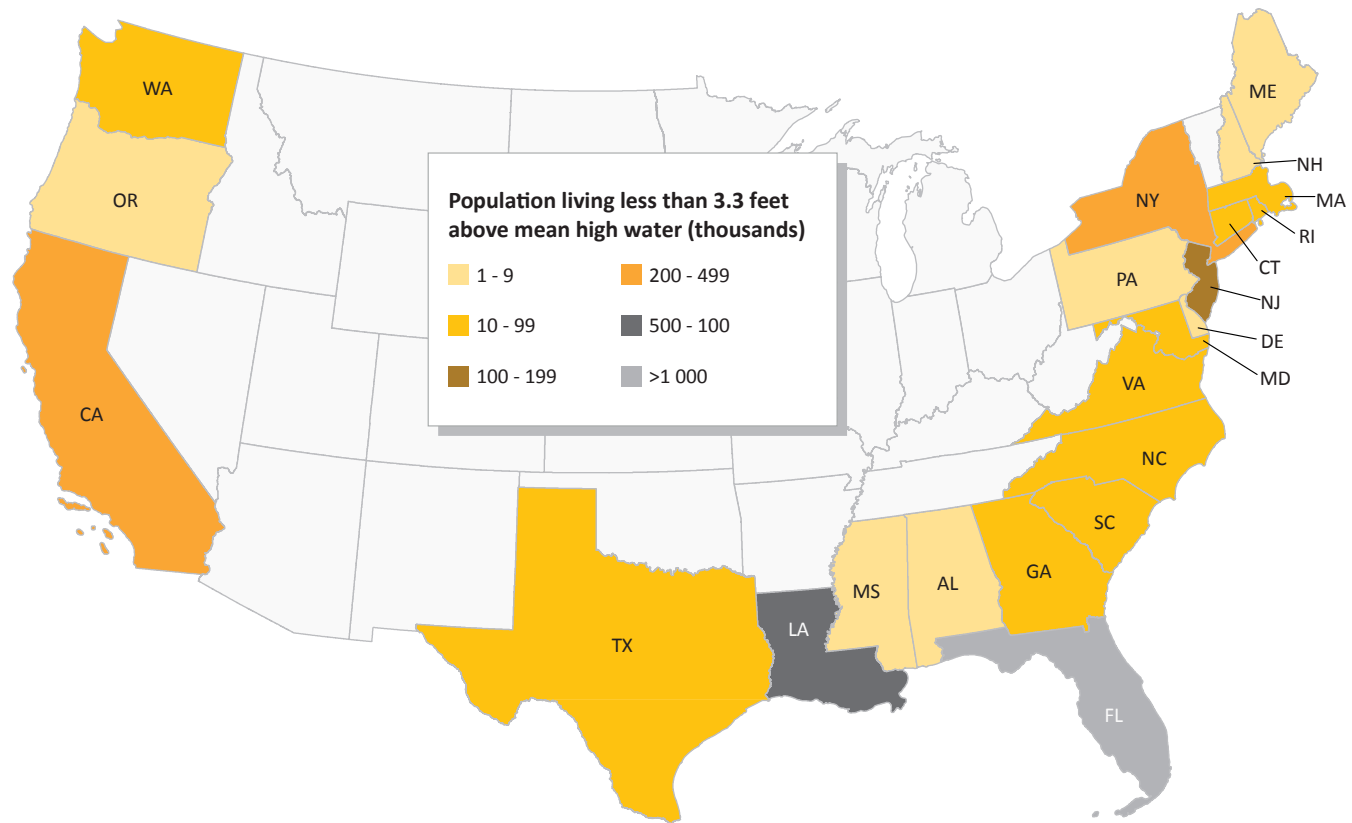 WA
ME
OR
NH
NY
MA
RI
CT
PA
NJ
DE
MD
VA
CA
NC
SC
GA
MS
AL
LA
TX
FL
Population living less than 3.3 feet
above mean high water (thousands)
1 - 9
200 - 499
10 - 99
500 - 100
100 - 199
>1 000